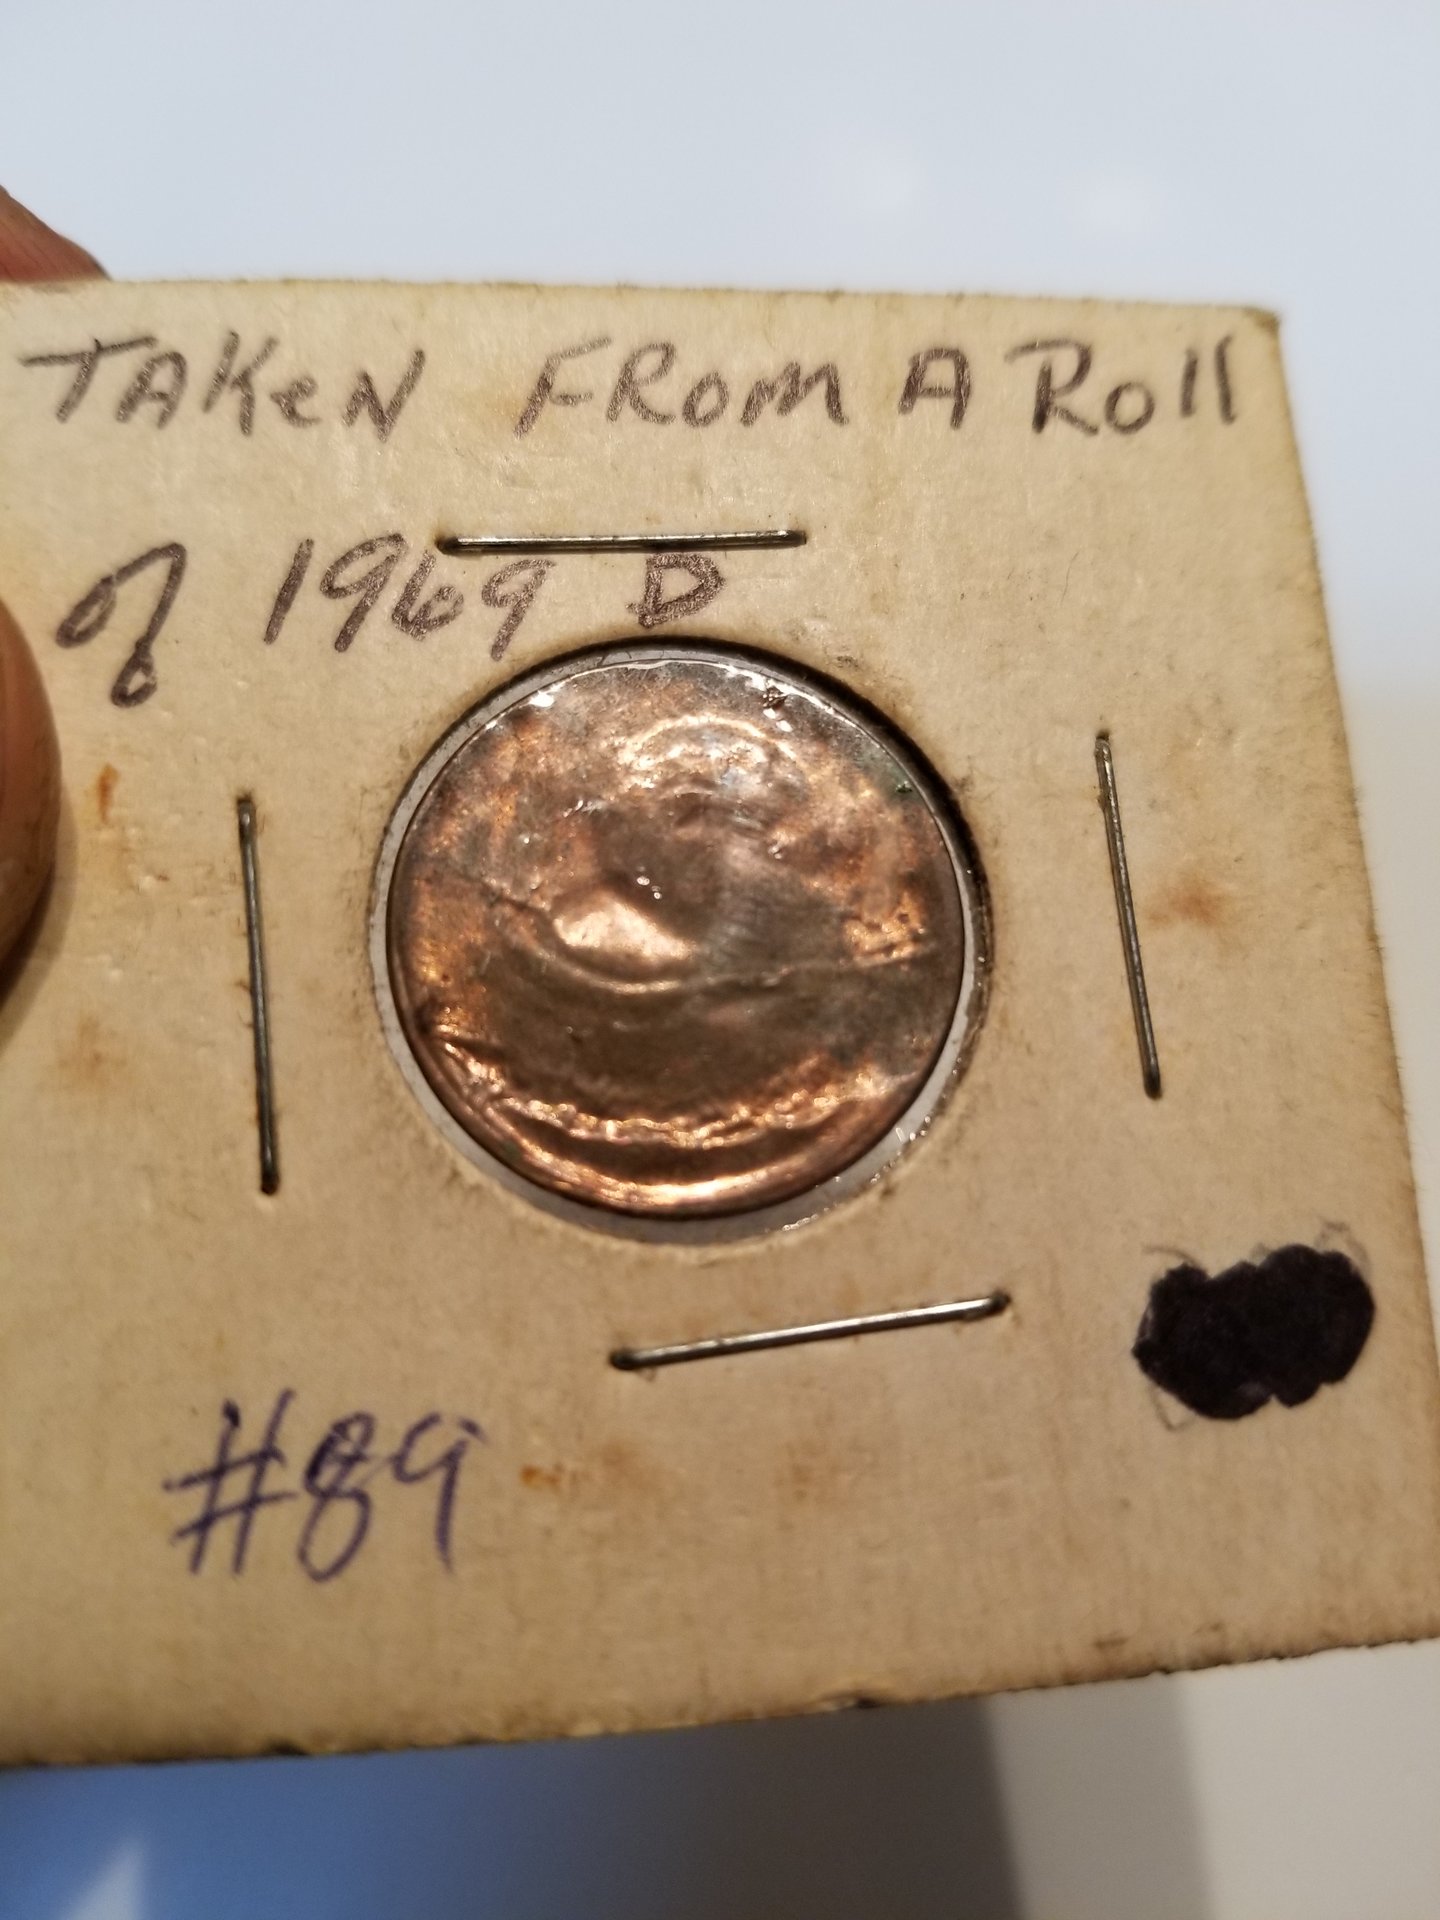 TAKeN FRom A Roll
of 1969 D
#89